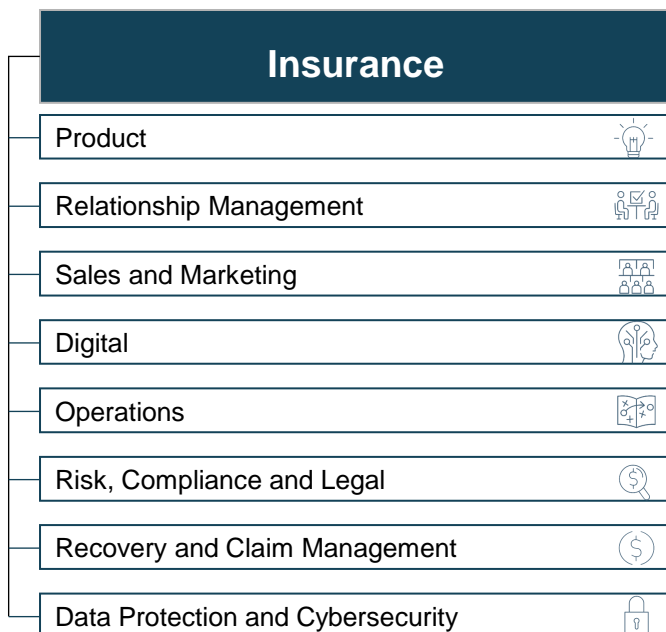 Insurance
Product
Relationship Management
Sales and Marketing
Digital
Operations
Risk, Compliance and Legal
Recovery and Claim Management
Data Protection and Cybersecurity